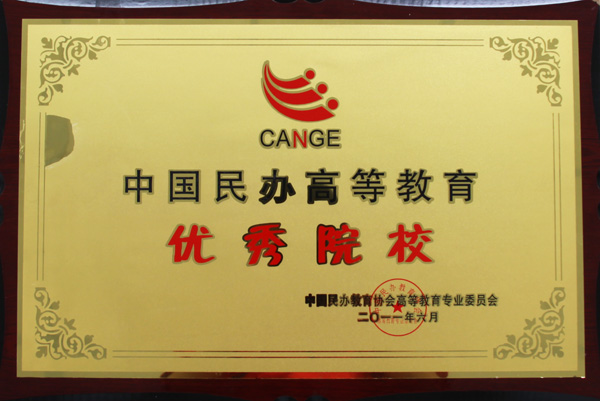 CANGE
中国民办高等教育
优秀院校
中国民办教育协会高等教育专业委员会
二〇一一年六月